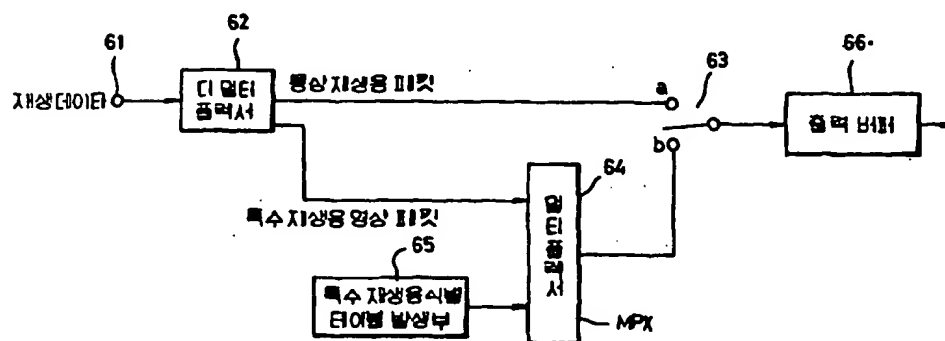 61
재생데이타
62
디 멀티
플렉서
통상 재생용 패킷
a
63
b
66.
출력 버퍼
64
멀티플렉서
특수 재생용 영상 패킷
65
특수 재생용식별
테이블 발생부
MPX